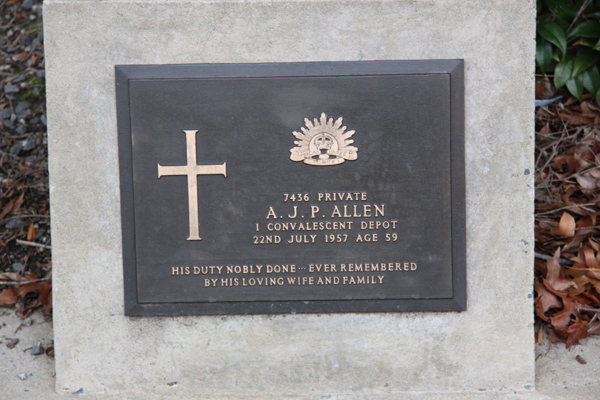 7436 PRIVATE
A. J. P. ALLEN
1 CONVALESCENT DEPOT
22ND JULY 1957 AGE 59
HIS DUTY NOBLY DONE ... EVER REMEMBERED
BY HIS LOVING WIFE AND FAMILY